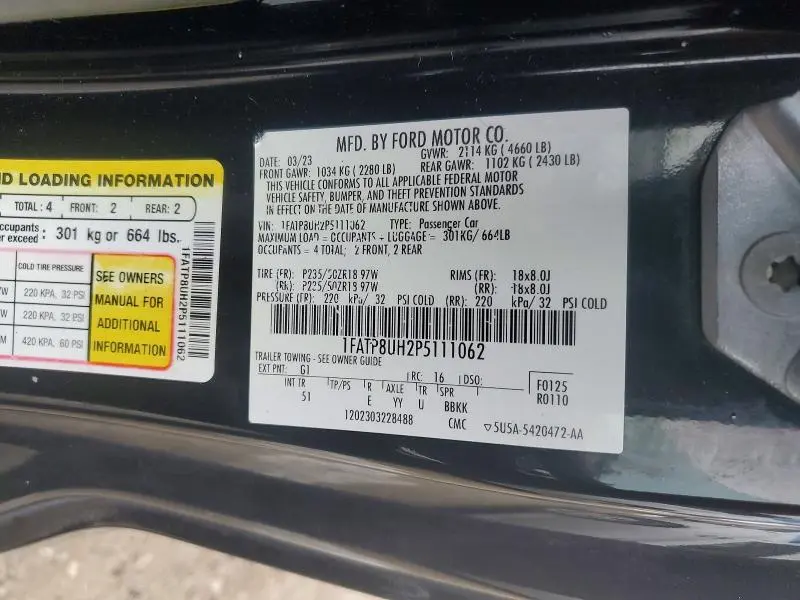 MFD. BY FORD MOTOR CO.
DATE: 03/23 GVWR: 2114 KG ( 4660 LB)
FRONT GAWR: 1034 KG ( 2280 LB) REAR GAWR: 1102 KG ( 2430 LB)
THIS VEHICLE CONFORMS TO ALL APPLICABLE FEDERAL MOTOR
VEHICLE SAFETY, BUMPER, AND THEFT PREVENTION STANDARDS
IN EFFECT ON THE DATE OF MANUFACTURE SHOWN ABOVE.
VIN: 1FATP8UH2P5111062 TYPE: Passenger Car
MAXIMUM LOAD = OCCUPANTS + LUGGAGE = 301KG/ 664LB
OCCUPANTS = 4 TOTAL; 2 FRONT, 2 REAR
TIRE (FR): P235/50ZR18 97W RIMS (FR): 18x8.0J
(RR): P235/50ZR18 97W (RR): 18x8.0J
PRESSURE (FR): 220 kPa/ 32 PSI COLD (RR): 220 kPa/ 32 PSI COLD
1FATP8UH2P5111062
TRAILER TOWING - SEE OWNER GUIDE
EXT PNT: G1 RC: 16 DSO: F0125
INT TR TP/PS R AXLE TR SPR R0110
51 E YY U BBKK
1202303228488 CMC ▽5U5A-5420472-AA
LOADING INFORMATION
TOTAL: 4 FRONT: 2 REAR: 2
301 kg or 664 lbs.
exceed:
COLD TIRE PRESSURE
220 KPA, 32 PSI
220 KPA, 32 PSI
420 KPA, 60 PSI
SEE OWNERS
MANUAL FOR
ADDITIONAL
INFORMATION
1FATP8UH2P5111062